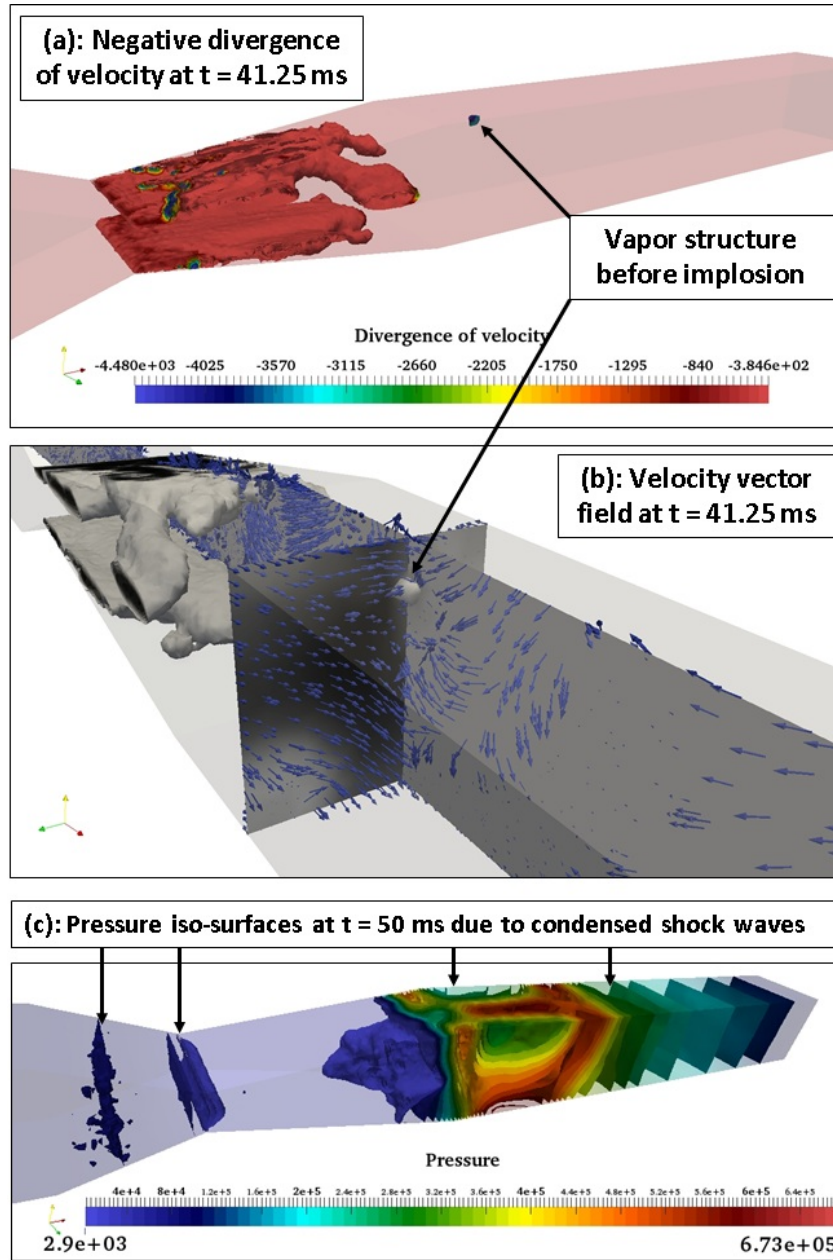 (a): Negative divergence
of velocity at t = 41.25 ms
Vapor structure
before implosion
Divergence of velocity
-4.480e+03 -4025 -3570 -3115 -2660 -2205 -1750 -1295 -840 -3.846e+02
(b): Velocity vector
field at t = 41.25 ms
(c): Pressure iso-surfaces at t = 50 ms due to condensed shock waves
Pressure
4e+4 8e+4 1.2e+5 1.6e+5 2e+5 2.4e+5 2.8e+5 3.2e+5 3.6e+5 4e+5 4.4e+5 4.8e+5 5.2e+5 5.6e+5 6e+5 6.4e+5
2.9e+03 6.73e+05